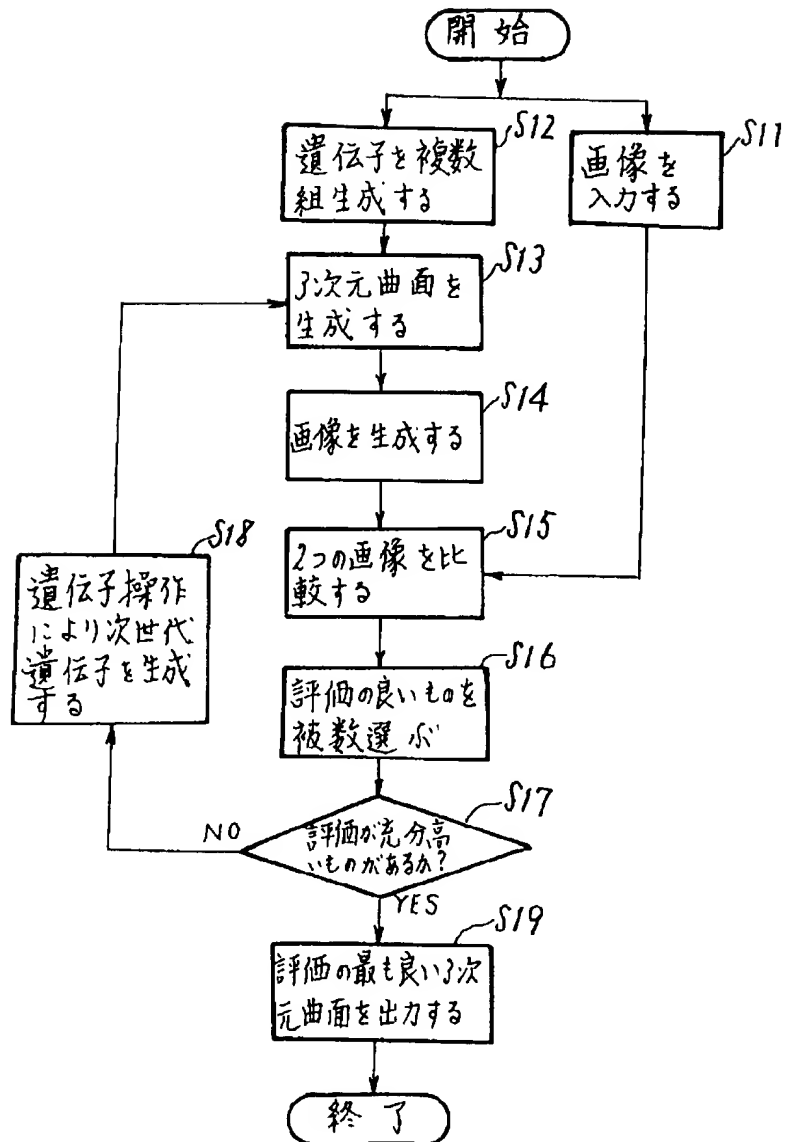 開始
S12
遺伝子を複数
組生成する
S11
画像を
入力する
S13
3次元曲面を
生成する
S14
画像を生成する
S15
2つの画像を比
較する
S18
遺伝子操作
により次世代
遺伝子を生成
する
S16
評価の良いものを
複数選ぶ
S17
評価が充分高
いものがあるか?
NO
YES
S19
評価の最も良い3次
元曲面を出力する
終了